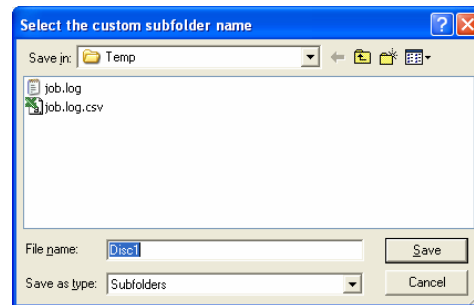 Select the custom subfolder name
Save in: Temp
job.log
job.log.csv
File name: Disc1 Save
Save as type: Subfolders Cancel